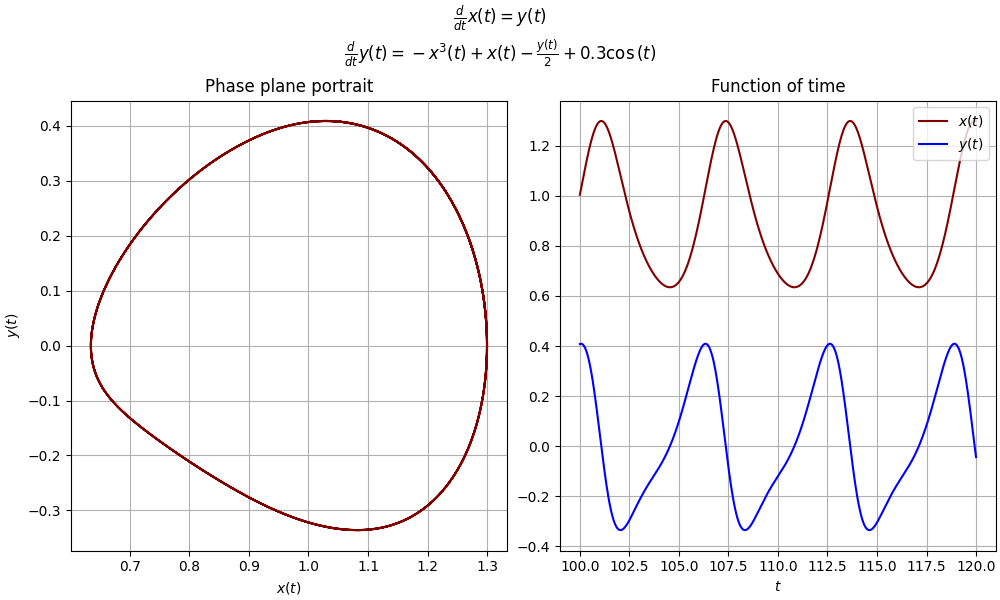 d/dt x(t) = y(t)
d/dt y(t) = −x³(t) + x(t) − y(t)/2 + 0.3cos(t)
Phase plane portrait
0.4
0.3
0.2
0.1
0.0
−0.1
−0.2
−0.3
y(t)
0.7 0.8 0.9 1.0 1.1 1.2 1.3
x(t)
Function of time
x(t)
y(t)
1.2
1.0
0.8
0.6
0.4
0.2
0.0
−0.2
−0.4
100.0 102.5 105.0 107.5 110.0 112.5 115.0 117.5 120.0
t